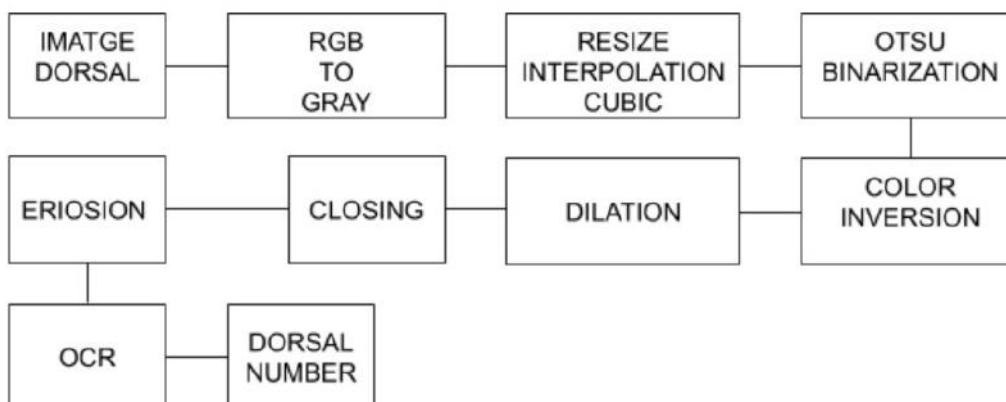 IMATGE
DORSAL
RGB
TO
GRAY
RESIZE
INTERPOLATION
CUBIC
OTSU
BINARIZATION
COLOR
INVERSION
DILATION
CLOSING
ERIOSION
OCR
DORSAL
NUMBER